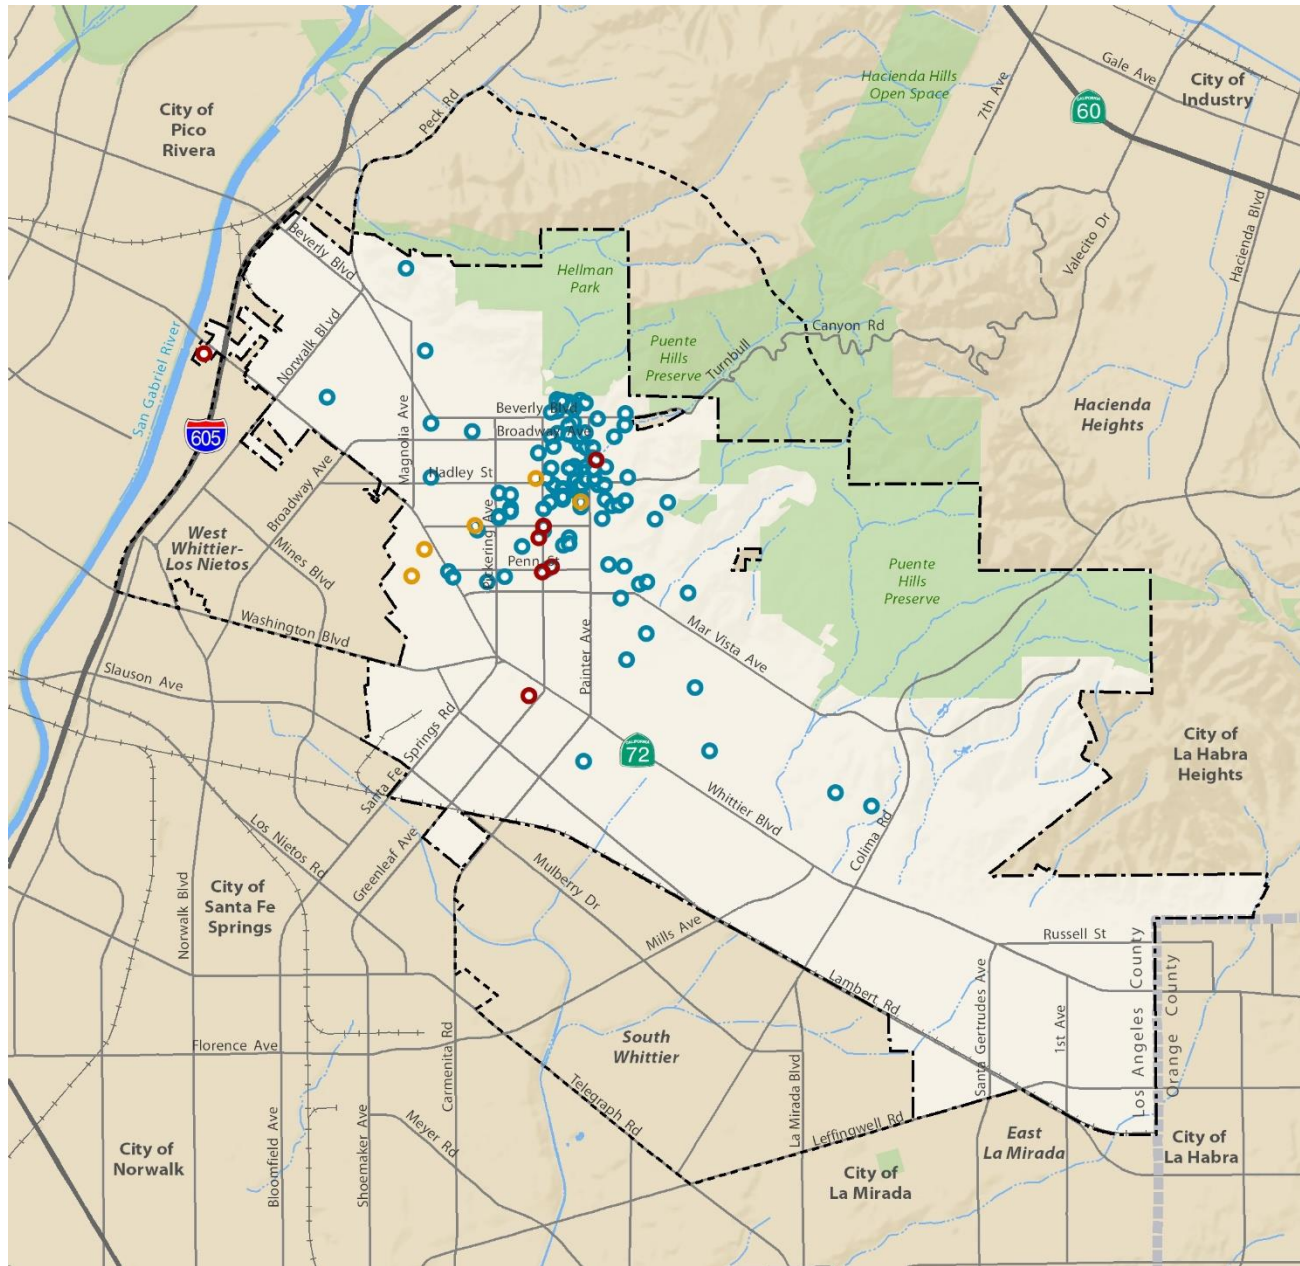 Hacienda Hills
Open Space
7th Ave
Gale Ave
City of
Industry
CALIFORNIA
60
City of
Pico
Rivera
Peck Rd
Hacienda Blvd
Valecito Dr
Beverly Blvd
Hellman
Park
San Gabriel River
Norwalk Blvd
Canyon Rd
Turnbull
Puente
Hills
Preserve
Hacienda
Heights
605
Magnolia Ave
Beverly Blvd
Broadway Ave
Hadley St
Broadway Ave
West
Whittier-
Los Nietos
Mines Blvd
Pickering Ave
Penn St
Puente
Hills
Preserve
Washington Blvd
Painter Ave
Mar Vista Ave
Slauson Ave
Santa Fe Springs Rd
CALIFORNIA
72
City of
La Habra
Heights
Whittier Blvd
Colima Rd
Los Nietos Rd
Greenleaf Ave
Mulberry Dr
City of
Santa Fe
Springs
Norwalk Blvd
Mills Ave
Russell St
Los Angeles County
Orange County
Lambert Rd
Santa Gertrudes Ave
1st Ave
South
Whittier
Florence Ave
Carmenita Rd
Telegraph Rd
La Mirada Blvd
Leffingwell Rd
Bloomfield Ave
Shoemaker Ave
Meyer Rd
City of
Norwalk
East
La Mirada
City of
La Habra
City of
La Mirada